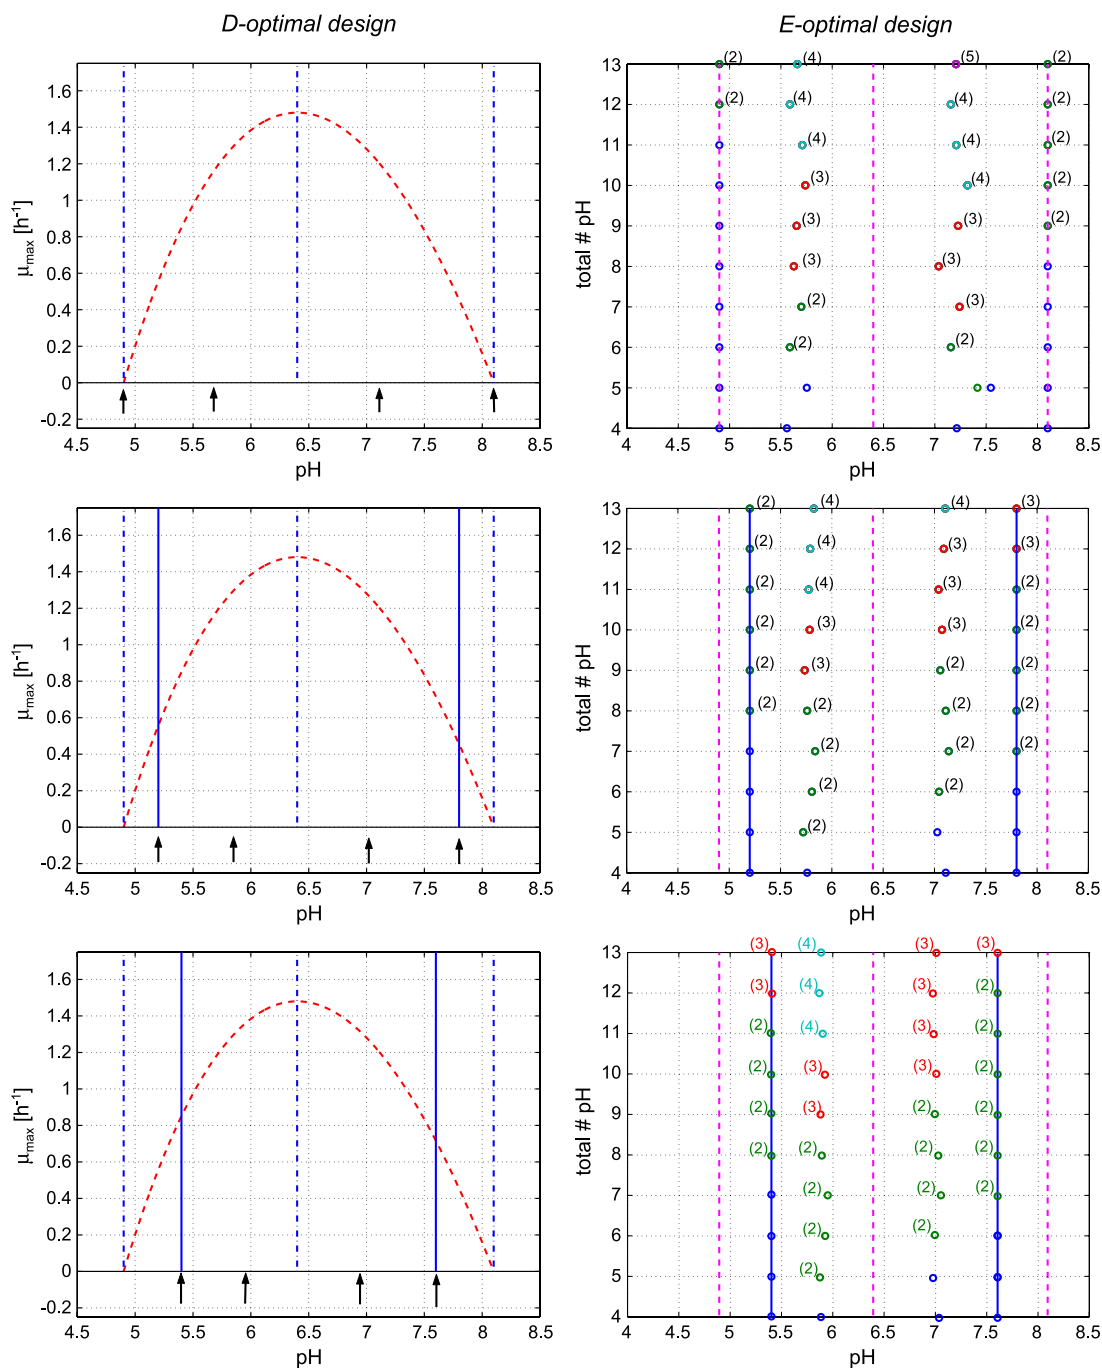 D-optimal design
E-optimal design
1.6
1.4
1.2
1
0.8
0.6
0.4
0.2
0
-0.2
μmax [h-1]
4.5 5 5.5 6 6.5 7 7.5 8 8.5
pH
13 (2) (4) (5) (2)
12 (2) (4) (4) (2)
11 (4) (4) (2)
10 (3) (4) (2)
9 (3) (3) (2)
8 (3) (3)
7 (2) (3)
6 (2) (2)
5
4
total # pH
4 4.5 5 5.5 6 6.5 7 7.5 8 8.5
pH
1.6
1.4
1.2
1
0.8
0.6
0.4
0.2
0
-0.2
μmax [h-1]
4.5 5 5.5 6 6.5 7 7.5 8 8.5
pH
13 (2) (4) (4) (3)
12 (2) (4) (3) (3)
11 (2) (4) (3) (2)
10 (2) (3) (3) (2)
9 (2) (3) (2) (2)
8 (2) (2) (2) (2)
7 (2) (2) (2)
6 (2) (2)
5 (2)
4
total # pH
4 4.5 5 5.5 6 6.5 7 7.5 8 8.5
pH
1.6
1.4
1.2
1
0.8
0.6
0.4
0.2
0
-0.2
μmax [h-1]
4.5 5 5.5 6 6.5 7 7.5 8 8.5
pH
13 (3) (4) (3) (3)
12 (3) (4) (3) (2)
11 (2) (4) (3) (2)
10 (2) (3) (3) (2)
9 (2) (3) (2) (2)
8 (2) (2) (2) (2)
7 (2) (2) (2)
6 (2) (2)
5 (2)
4
total # pH
4 4.5 5 5.5 6 6.5 7 7.5 8 8.5
pH